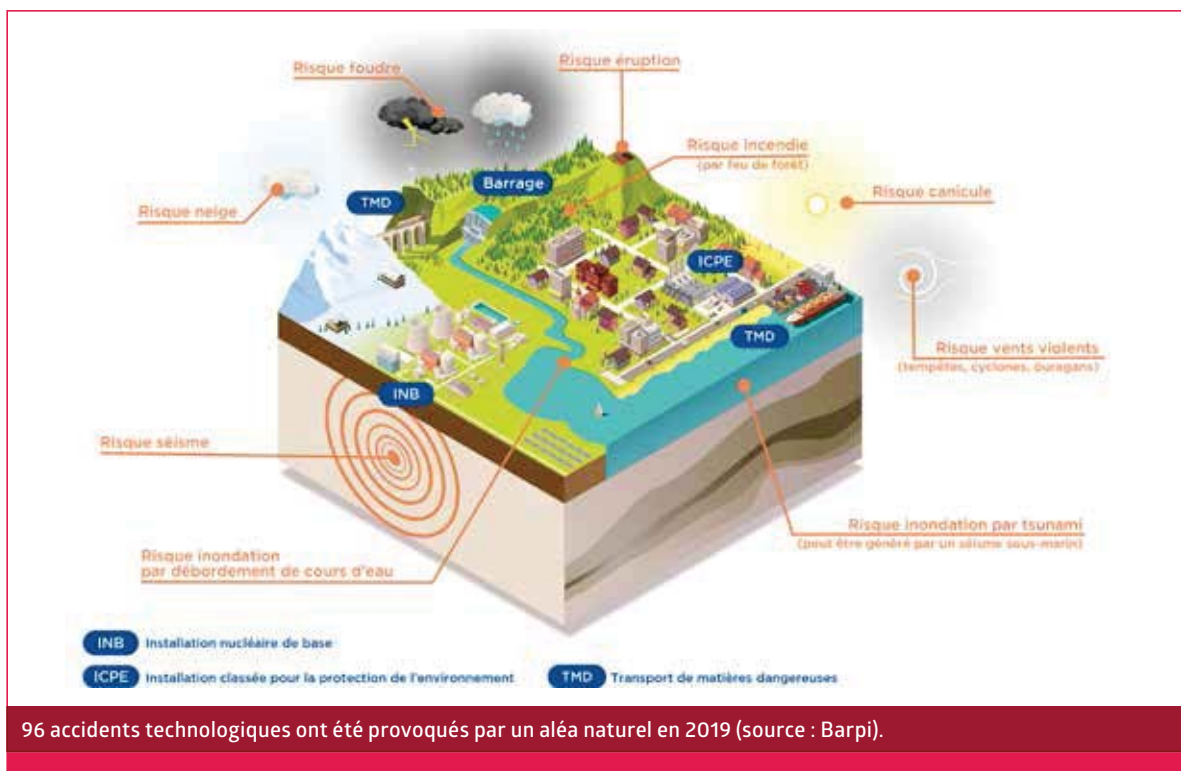 Risque foudre
Risque éruption
Risque incendie
(par feu de forêt)
Barrage
TMD
Risque canicule
Risque neige
ICPE
TMD
Risque vents violents
(tempêtes, cyclones, ouragans)
INB
Risque séisme
Risque inondation par tsunami
(peut être généré par un séisme sous-marin)
Risque inondation
par débordement de cours d'eau
INB Installation nucléaire de base
ICPE Installation classée pour la protection de l'environnement TMD Transport de matières dangereuses
96 accidents technologiques ont été provoqués par un aléa naturel en 2019 (source : Barpi).